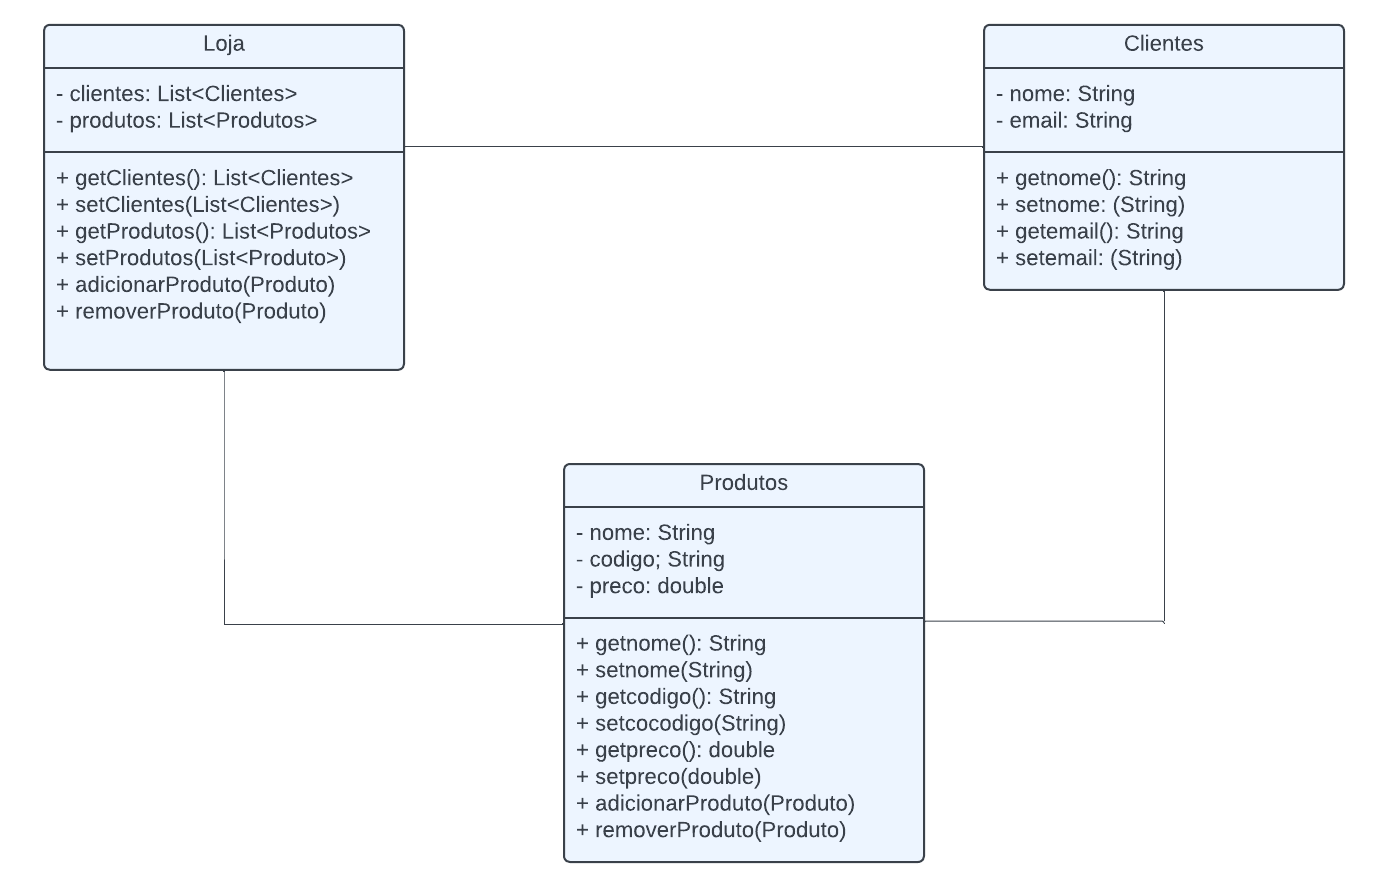 Loja
- clientes: List<Clientes>
- produtos: List<Produtos>
+ getClientes(): List<Clientes>
+ setClientes(List<Clientes>)
+ getProdutos(): List<Produtos>
+ setProdutos(List<Produto>)
+ adicionarProduto(Produto)
+ removerProduto(Produto)
Clientes
- nome: String
- email: String
+ getnome(): String
+ setnome: (String)
+ getemail(): String
+ setemail: (String)
Produtos
- nome: String
- codigo; String
- preco: double
+ getnome(): String
+ setnome(String)
+ getcodigo(): String
+ setcocodigo(String)
+ getpreco(): double
+ setpreco(double)
+ adicionarProduto(Produto)
+ removerProduto(Produto)